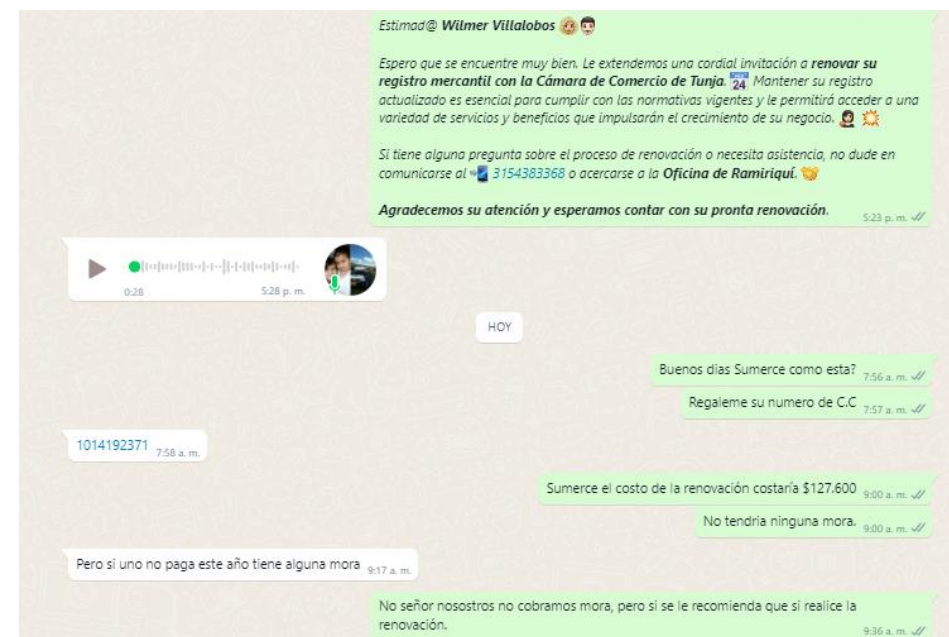 Estimad@ Wilmer Villalobos
Espero que se encuentre muy bien. Le extendemos una cordial invitación a renovar su
registro mercantil con la Cámara de Comercio de Tunja. 24 Mantener su registro
actualizado es esencial para cumplir con las normativas vigentes y le permitirá acceder a una
variedad de servicios y beneficios que impulsarán el crecimiento de su negocio.
Si tiene alguna pregunta sobre el proceso de renovación o necesita asistencia, no dude en
comunicarse al 3154383368 o acercarse a la Oficina de Ramiriquí.
Agradecemos su atención y esperamos contar con su pronta renovación.
5:23 p. m.
0:28
5:28 p. m.
HOY
Buenos dias Sumerce como esta? 7:56 a. m.
Regaleme su numero de C.C 7:57 a. m.
1014192371 7:58 a. m.
Sumerce el costo de la renovación costaría $127.600 9:00 a. m.
No tendria ninguna mora. 9:00 a. m.
Pero si uno no paga este año tiene alguna mora 9:17 a. m.
No señor nosostros no cobramos mora, pero si se le recomienda que si realice la
renovación.
9:36 a. m.